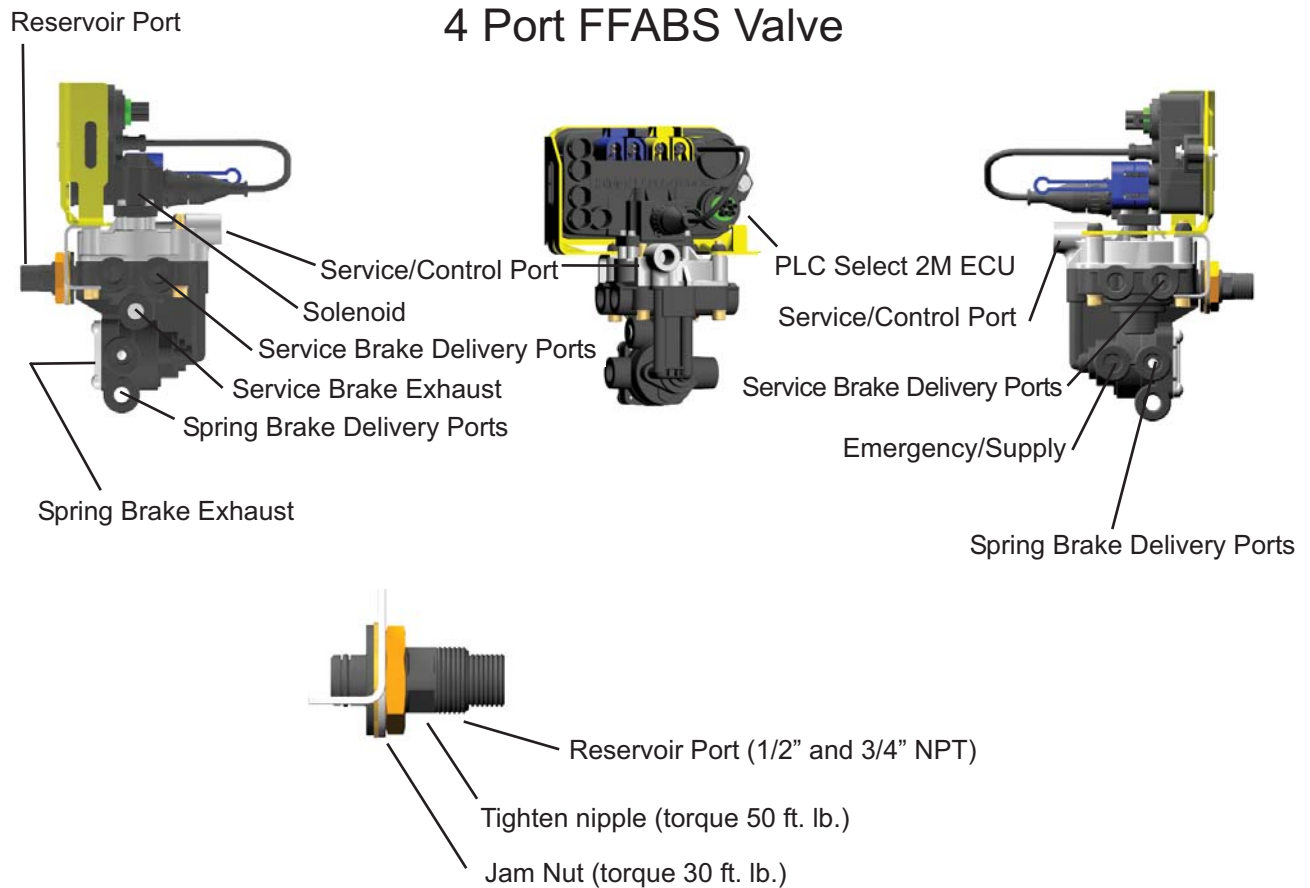 4 Port FFABS Valve
Reservoir Port
Service/Control Port
Solenoid
Service Brake Delivery Ports
Service Brake Exhaust
Spring Brake Delivery Ports
Spring Brake Exhaust
PLC Select 2M ECU
Service/Control Port
Service Brake Delivery Ports
Emergency/Supply
Spring Brake Delivery Ports
Reservoir Port (1/2” and 3/4” NPT)
Tighten nipple (torque 50 ft. lb.)
Jam Nut (torque 30 ft. lb.)